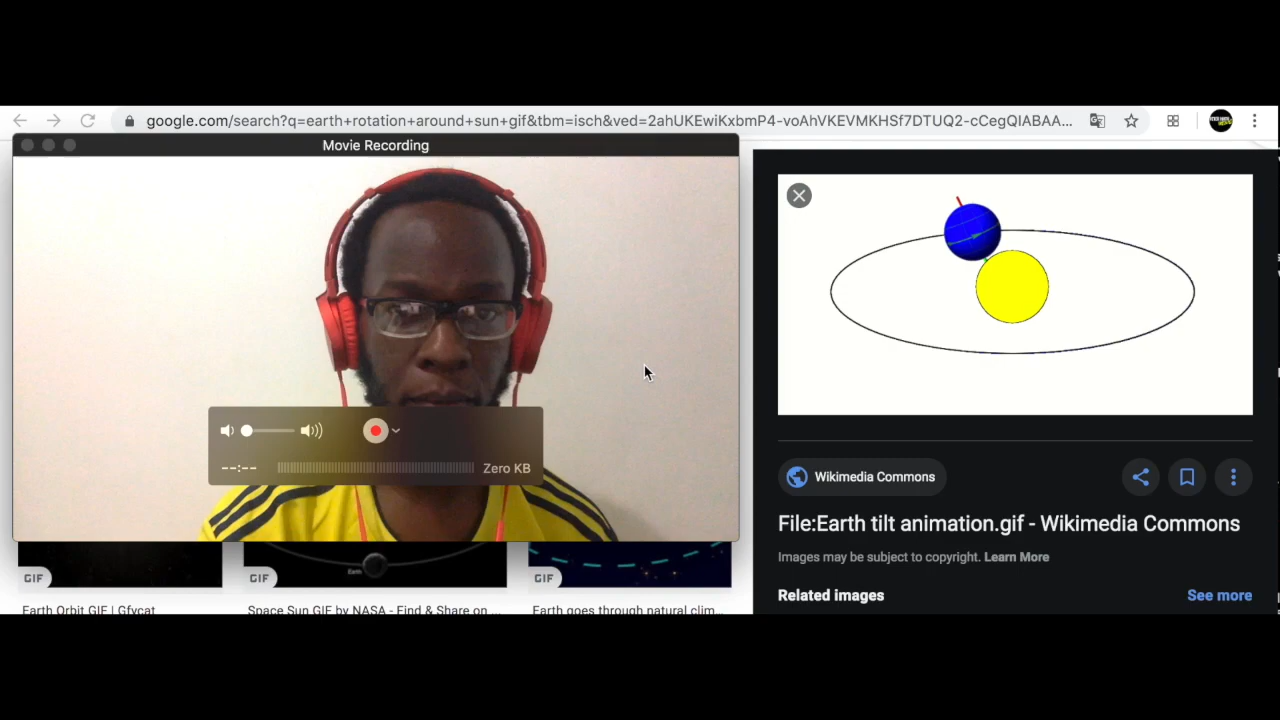 google.com/search?q=earth+rotation+around+sun+gif&tbm=isch&ved=2ahUKEwiKxbmP4-voAhVKEVMKHSf7DTUQ2-cCegQIABAA...
Movie Recording
--:--
Zero KB
Wikimedia Commons
File:Earth tilt animation.gif - Wikimedia Commons
Images may be subject to copyright. Learn More
Related images
See more
Earth
GIF
GIF
GIF
Earth Orbit GIF | Gfycat
Space Sun GIF by NASA - Find & Share on ...
Earth goes through natural clim...